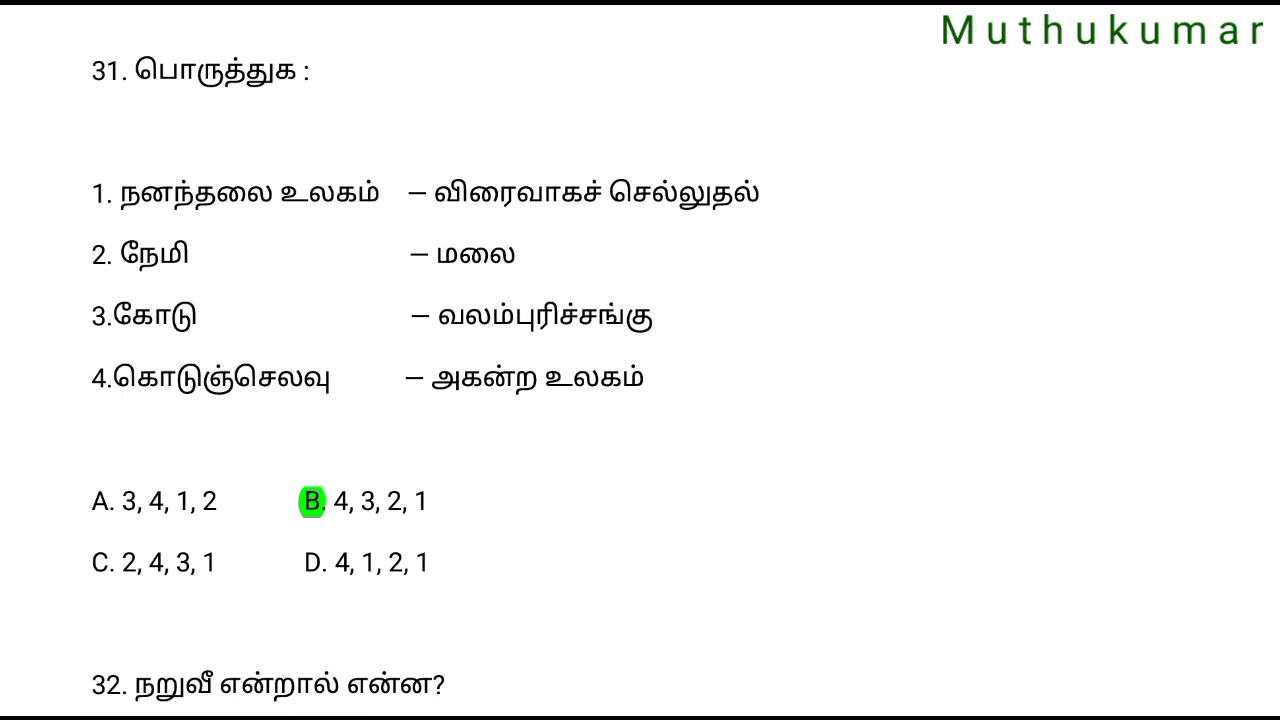 Muthukumar
31. பொருத்துக :
1. நனந்தலை உலகம் – விரைவாகச் செல்லுதல்
2. நேமி – மலை
3.கோடு – வலம்புரிச்சங்கு
4.கொடுஞ்செலவு – அகன்ற உலகம்
A. 3, 4, 1, 2 B. 4, 3, 2, 1
C. 2, 4, 3, 1 D. 4, 1, 2, 1
32. நறுவீ என்றால் என்ன?